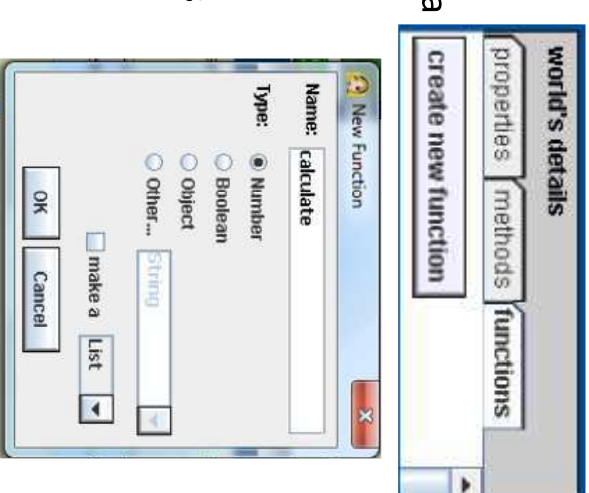 world's details
properties methods functions
create new function
a
New Function
Name: calculate
Type: Number
Boolean
Object
Other... String
make a List
OK Cancel